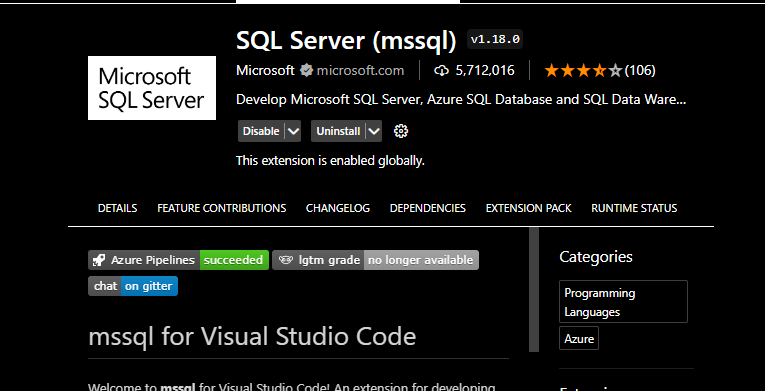 SQL Server (mssql) v1.18.0
Microsoft microsoft.com 5,712,016 (106)
Microsoft
SQL Server
Develop Microsoft SQL Server, Azure SQL Database and SQL Data Ware...
Disable Uninstall
This extension is enabled globally.
DETAILS FEATURE CONTRIBUTIONS CHANGELOG DEPENDENCIES EXTENSION PACK RUNTIME STATUS
Azure Pipelines succeeded lgtm grade no longer available
chat on gitter
Categories
Programming
Languages
Azure
mssql for Visual Studio Code
Welcome to mssql for Visual Studio Code! An extension for developing